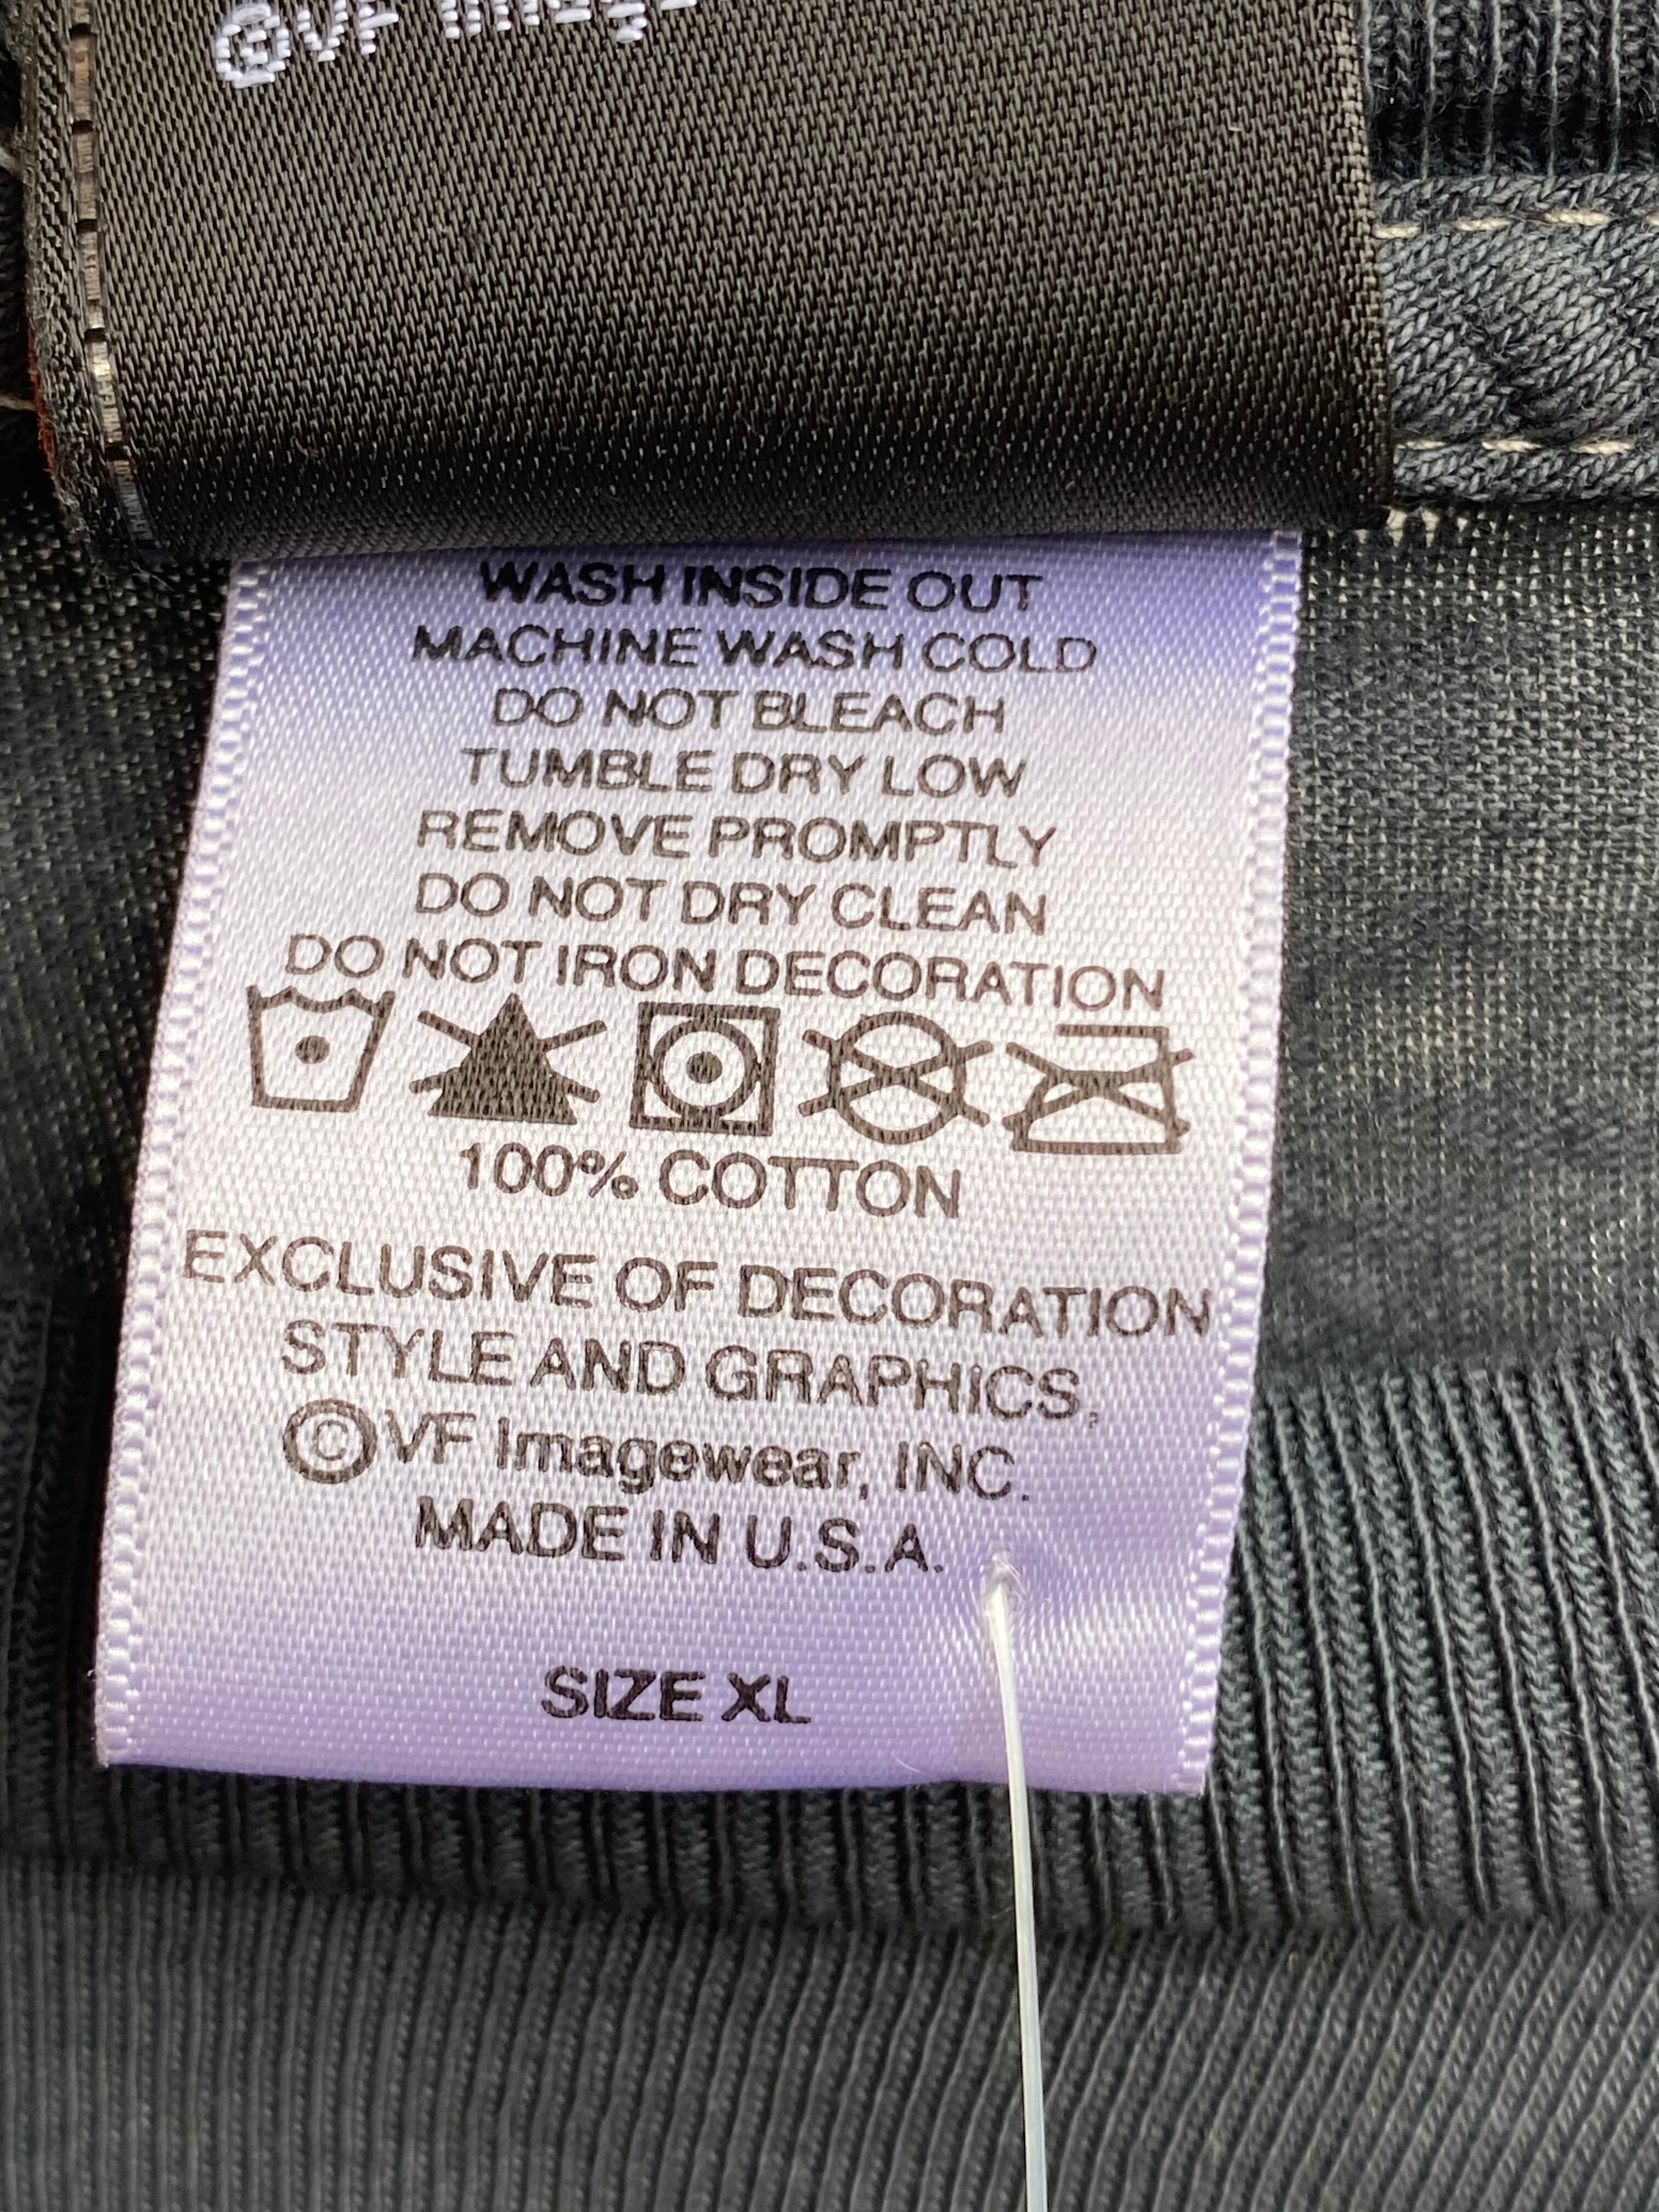 ©VF
WASH INSIDE OUT
MACHINE WASH COLD
DO NOT BLEACH
TUMBLE DRY LOW
REMOVE PROMPTLY
DO NOT DRY CLEAN
DO NOT IRON DECORATION
100% COTTON
EXCLUSIVE OF DECORATION
STYLE AND GRAPHICS,
©VF Imagewear, INC.
MADE IN U.S.A.
SIZE XL